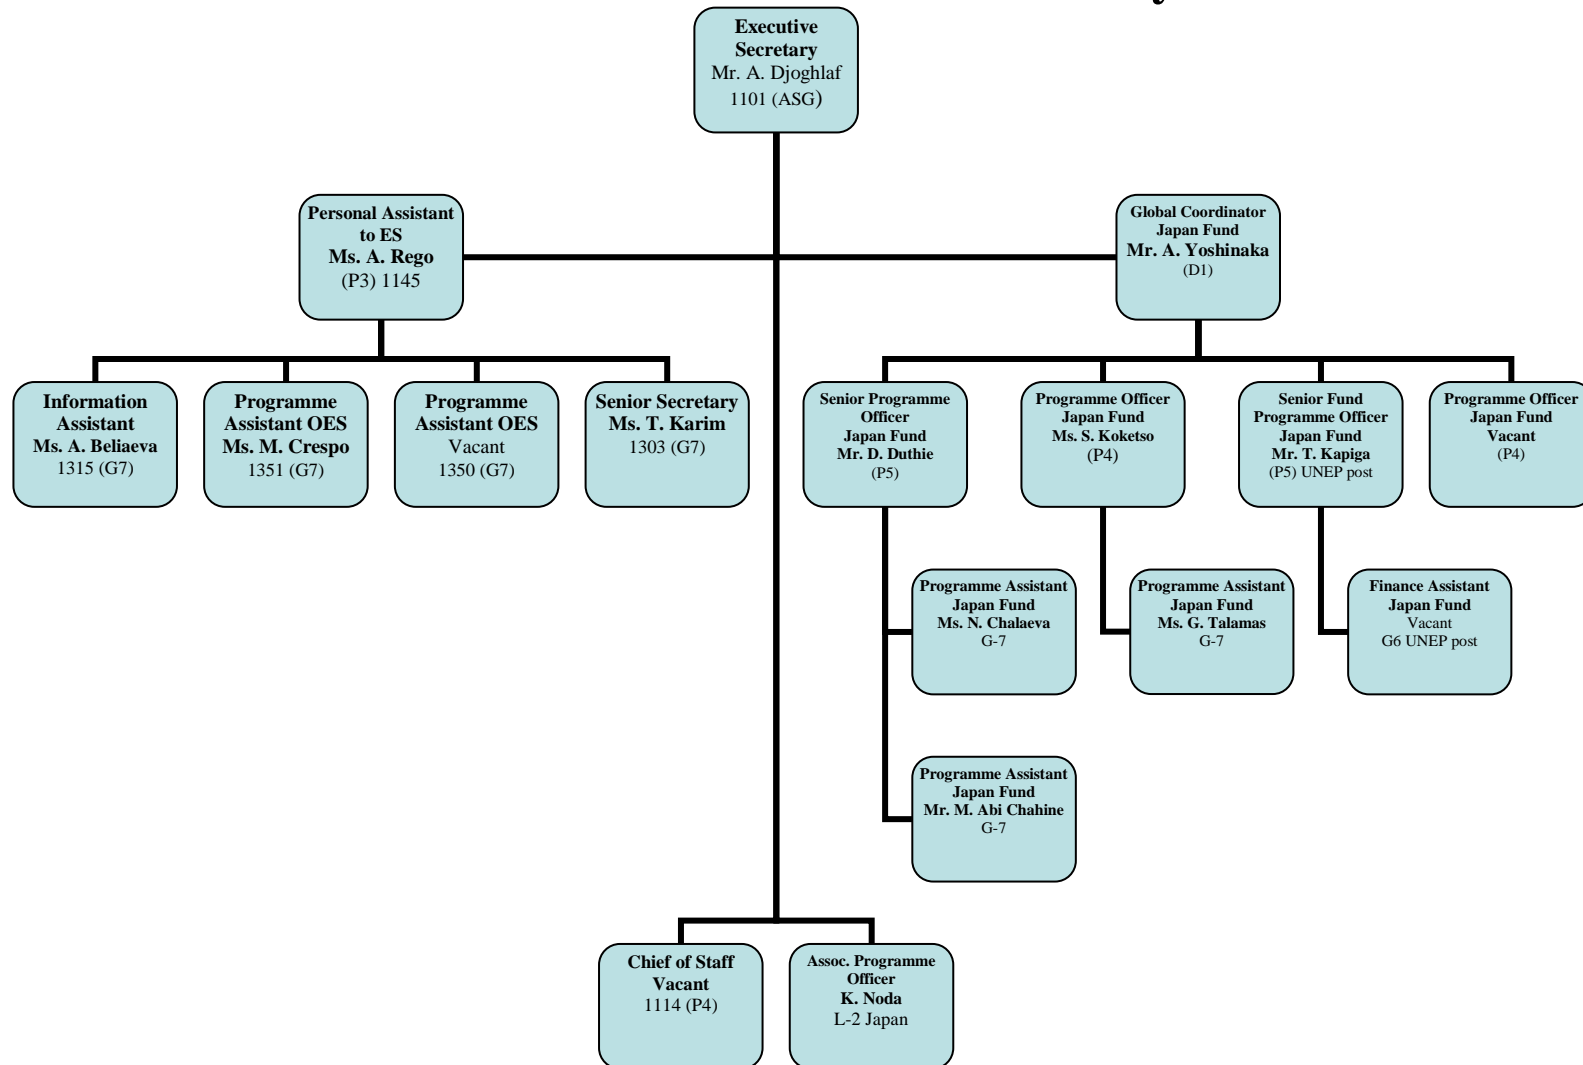 Executive
Secretary
Mr. A. Djoghlaf
1101 (ASG)
Personal Assistant
to ES
Ms. A. Rego
(P3) 1145
Global Coordinator
Japan Fund
Mr. A. Yoshinaka
(D1)
Information
Assistant
Ms. A. Beliaeva
1315 (G7)
Programme
Assistant OES
Ms. M. Crespo
1351 (G7)
Programme
Assistant OES
Vacant
1350 (G7)
Senior Secretary
Ms. T. Karim
1303 (G7)
Senior Programme
Officer
Japan Fund
Mr. D. Duthie
(P5)
Programme Officer
Japan Fund
Ms. S. Koketso
(P4)
Senior Fund
Programme Officer
Japan Fund
Mr. T. Kapiga
(P5) UNEP post
Programme Officer
Japan Fund
Vacant
(P4)
Programme Assistant
Japan Fund
Ms. N. Chalaeva
G-7
Programme Assistant
Japan Fund
Ms. G. Talamas
G-7
Finance Assistant
Japan Fund
Vacant
G6 UNEP post
Programme Assistant
Japan Fund
Mr. M. Abi Chahine
G-7
Chief of Staff
Vacant
1114 (P4)
Assoc. Programme
Officer
K. Noda
L-2 Japan